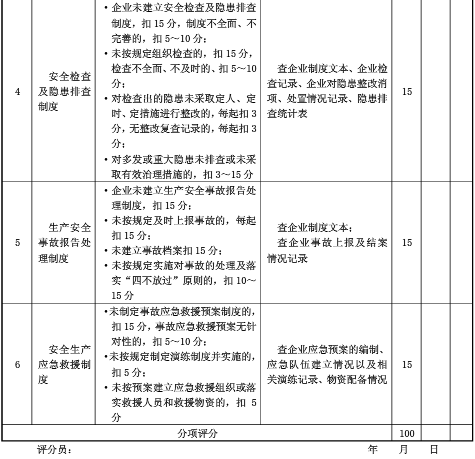 4
安全检查
及隐患排查
制度
•企业未建立安全检查及隐患排查
制度，扣 15 分，制度不全面、不
完善的，扣 5～10 分；
•未按规定组织检查的，扣 15分，
检查不全面、不及时的、扣 5～10
分；
•对检查出的隐患未采取定人、定
时、定措施进行整改的，每起扣 3
分，无整改复查记录的，每起扣 3
分；
•对多发或重大隐患未排查或未采
取有效治理措施的，扣 3～15 分
查企业制度文本、企业检
查记录、企业对隐患整改消
项、处置情况记录、隐患排
查统计表
15
5
生产安全
事故报告处
理制度
•企业未建立生产安全事故报告处
理制度，扣 15 分；
•未按规定及时上报事故的，每起
扣 15 分；
•未建立事故档案扣 15 分；
•未按规定实施对事故的处理及落
实“四不放过”原则的，扣 10～
15 分
查企业制度文本；
查企业事故上报及结案
情况记录
15
6
安全生产
应急救援制
度
•未制定事故应急救援预案制度的，
扣 15 分，事故应急救援预案无针
对性的，扣 5～10 分；
•未按规定制定演练制度并实施的，
扣 5 分；
•未按预案建立应急救援组织或落
实救援人员和救援物资的，扣 5
分
查企业应急预案的编制、
应急队伍建立情况以及相
关演练记录、物资配备情况
15
分项评分 100
评分员： 年 月 日